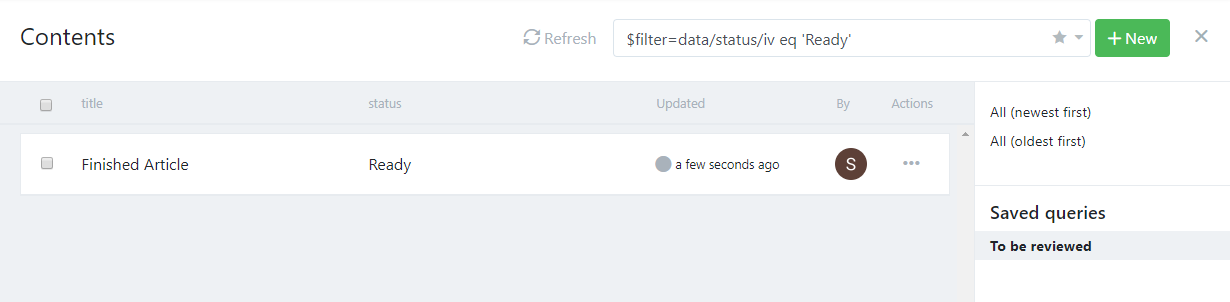 Contents
Refresh
$filter=data/status/iv eq 'Ready'
+ New
title status Updated By Actions
Finished Article Ready a few seconds ago S
All (newest first)
All (oldest first)
Saved queries
To be reviewed